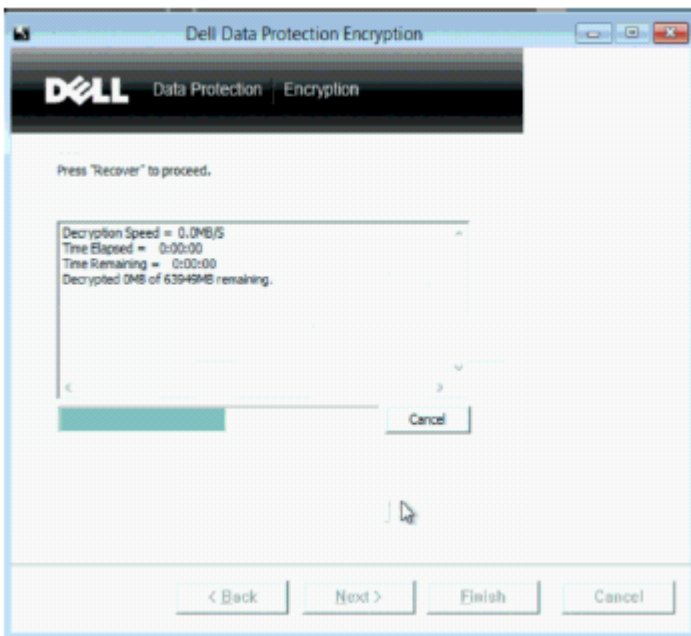 Dell Data Protection Encryption
DELL Data Protection | Encryption
Press "Recover" to proceed.
Decryption Speed = 0.0MB/S
Time Elapsed = 0:00:00
Time Remaining = 0:00:00
Decrypted 0MB of 63949MB remaining.
Cancel
< Back Next > Finish Cancel